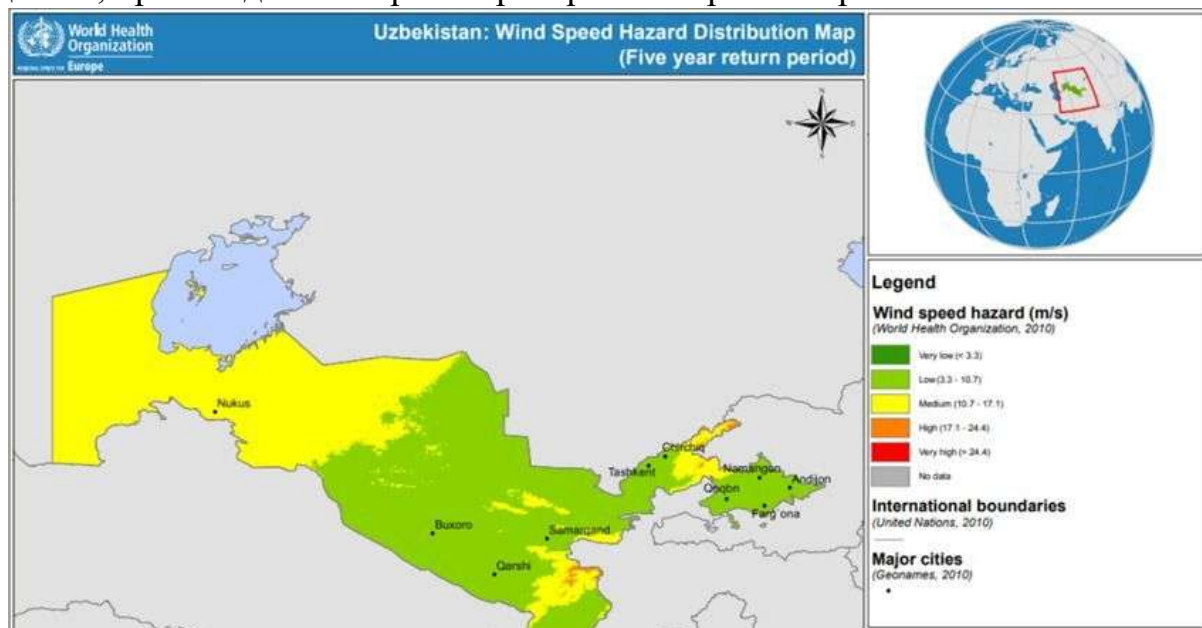 World Health
Organization
Europe
Uzbekistan: Wind Speed Hazard Distribution Map
(Five year return period)
N
W
E
S
Nukus
Chirchiq
Tashkent
Namangan
Andijon
Qoqon
Farg'ona
Buxoro
Samarqand
Qarshi
Legend
Wind speed hazard (m/s)
(World Health Organization, 2010)
Very low (< 3.3)
Low (3.3 - 10.7)
Medium (10.7 - 17.1)
High (17.1 - 24.4)
Very high (> 24.4)
No data
International boundaries
(United Nations, 2010)
Major cities
(Geonames, 2010)